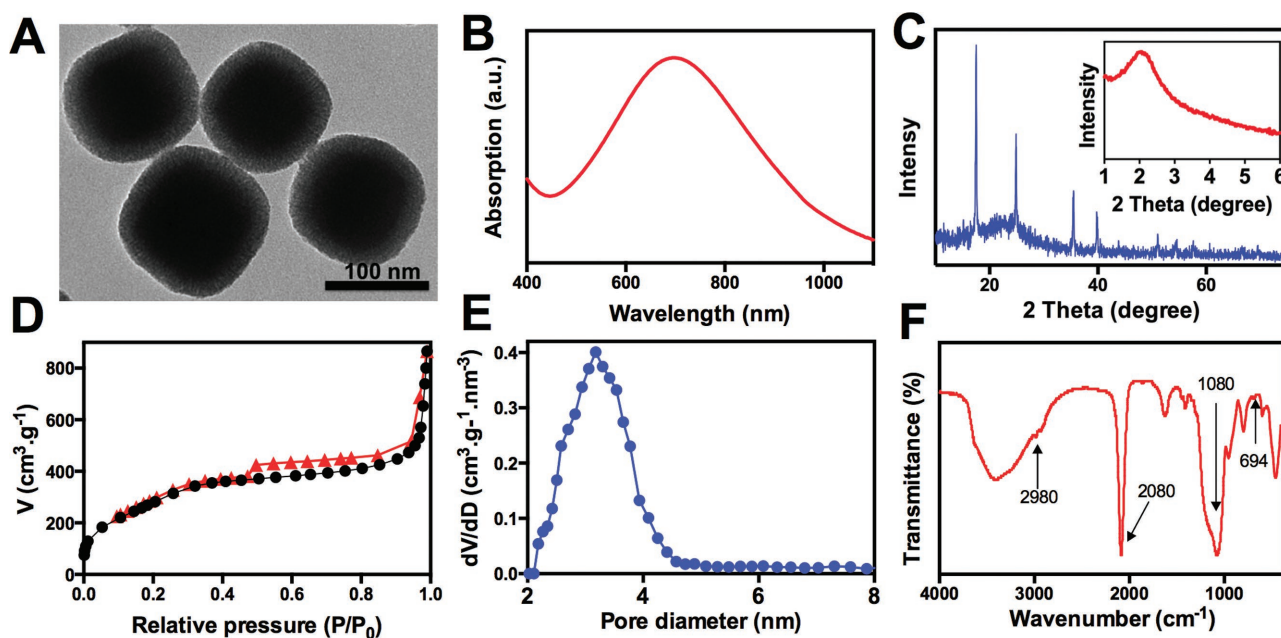 A
100 nm
B
Absorption (a.u.)
400 600 800 1000
Wavelength (nm)
C
Intensy
20 40 60
2 Theta (degree)
Intensity
1 2 3 4 5 6
2 Theta (degree)
D
V (cm³.g⁻¹)
800
600
400
200
0
0.0 0.2 0.4 0.6 0.8 1.0
Relative pressure (P/P₀)
E
dV/dD (cm³.g-¹.nm⁻³)
0.4
0.3
0.2
0.1
0.0
2 4 6 8
Pore diameter (nm)
F
Transmittance (%)
2980
2080
1080
694
4000 3000 2000 1000
Wavenumber (cm⁻¹)